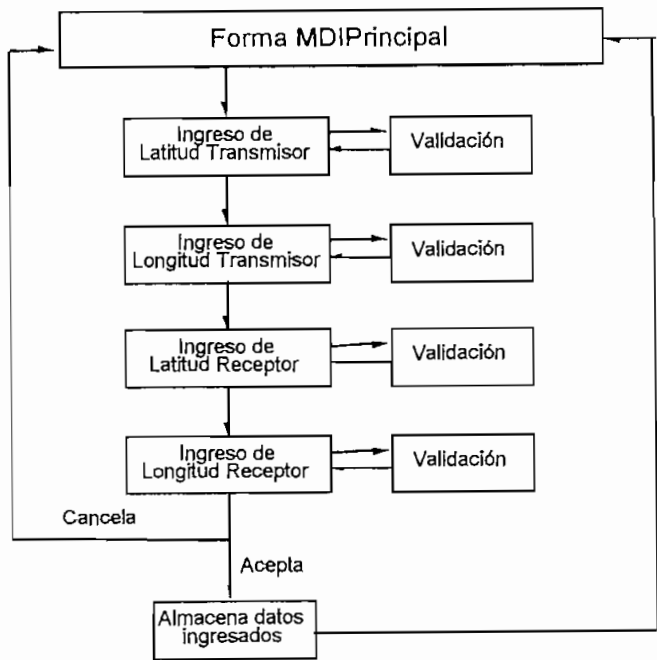 Forma MDIPrincipal
Ingreso de
Latitud Transmisor
Validación
Ingreso de
Longitud Transmisor
Validación
Ingreso de
Latitud Receptor
Validación
Ingreso de
Longitud Receptor
Validación
Cancela
Acepta
Almacena datos
ingresados